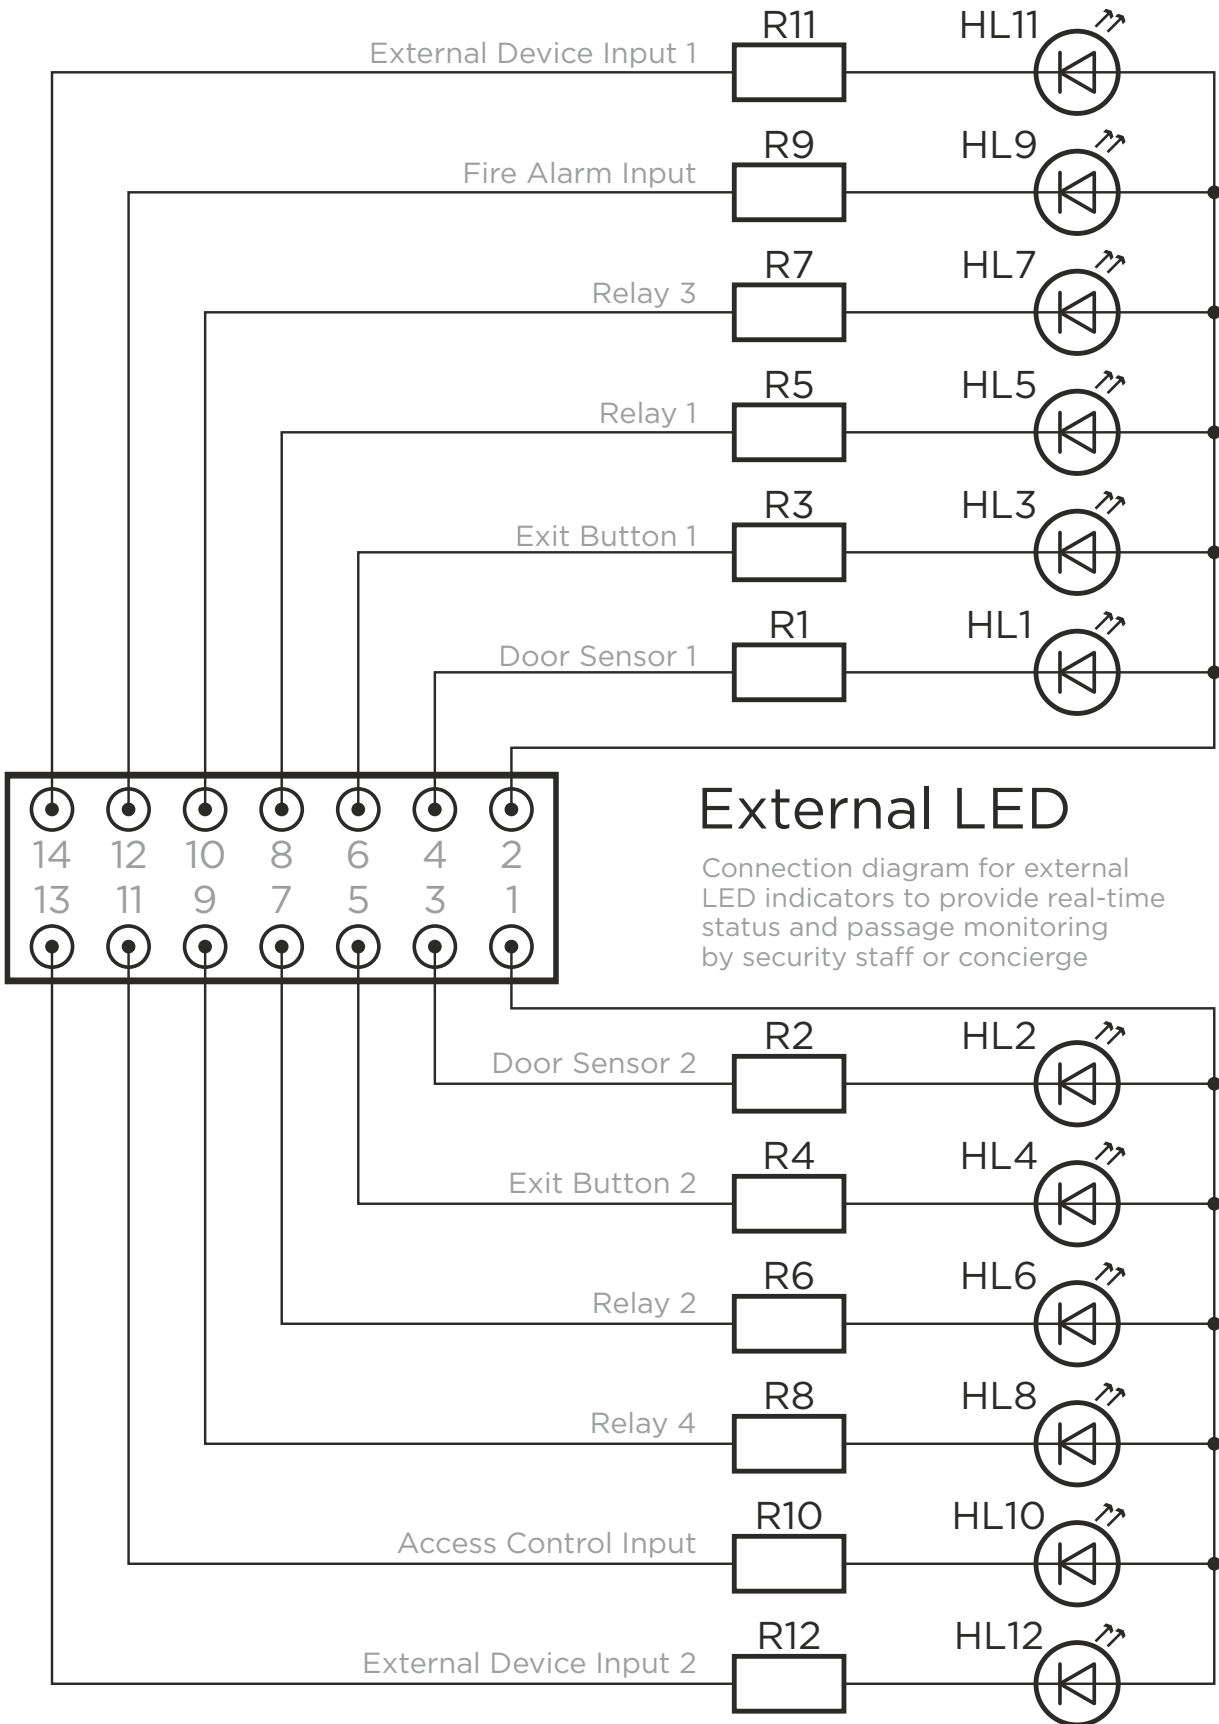 R11 HL11
External Device Input 1
R9 HL9
Fire Alarm Input
R7 HL7
Relay 3
R5 HL5
Relay 1
R3 HL3
Exit Button 1
R1 HL1
Door Sensor 1
14 12 10 8 6 4 2
13 11 9 7 5 3 1
External LED
Connection diagram for external
LED indicators to provide real-time
status and passage monitoring
by security staff or concierge
R2 HL2
Door Sensor 2
R4 HL4
Exit Button 2
R6 HL6
Relay 2
R8 HL8
Relay 4
R10 HL10
Access Control Input
R12 HL12
External Device Input 2